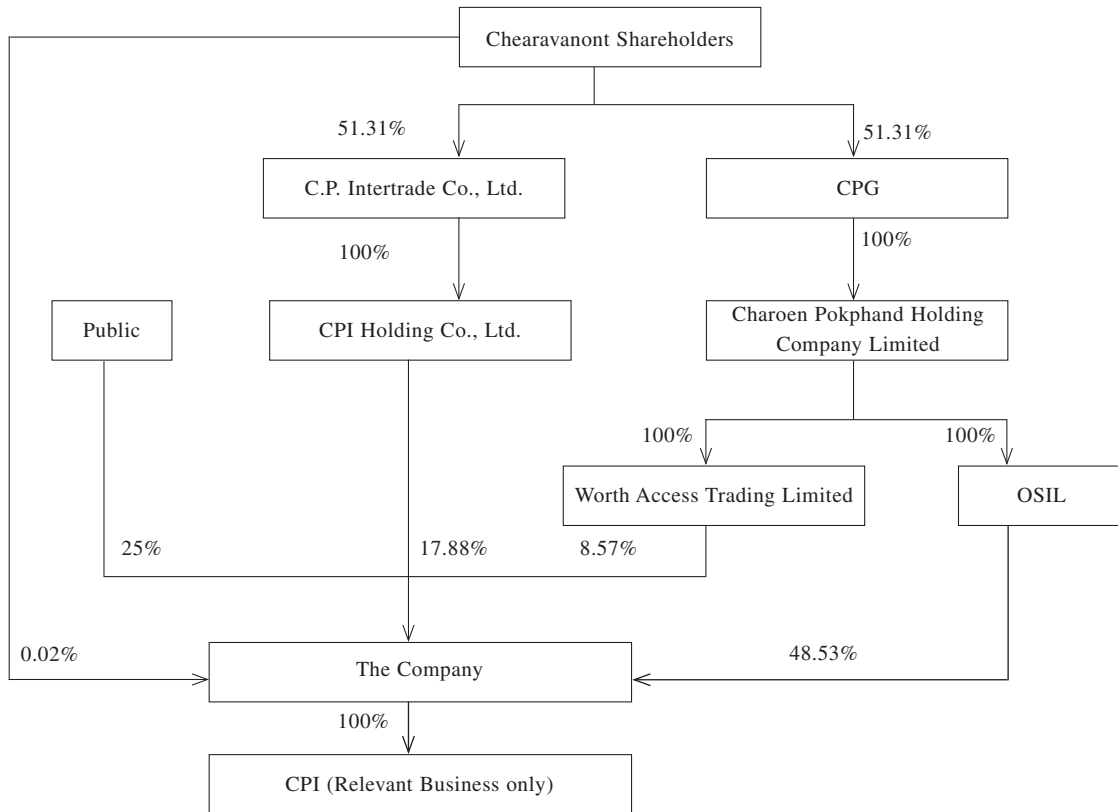 Chearavanont Shareholders
51.31%
51.31%
C.P. Intertrade Co., Ltd.
CPG
100%
100%
Public
CPI Holding Co., Ltd.
Charoen Pokphand Holding
Company Limited
100%
100%
Worth Access Trading Limited
OSIL
25%
17.88%
8.57%
0.02%
The Company
48.53%
100%
CPI (Relevant Business only)